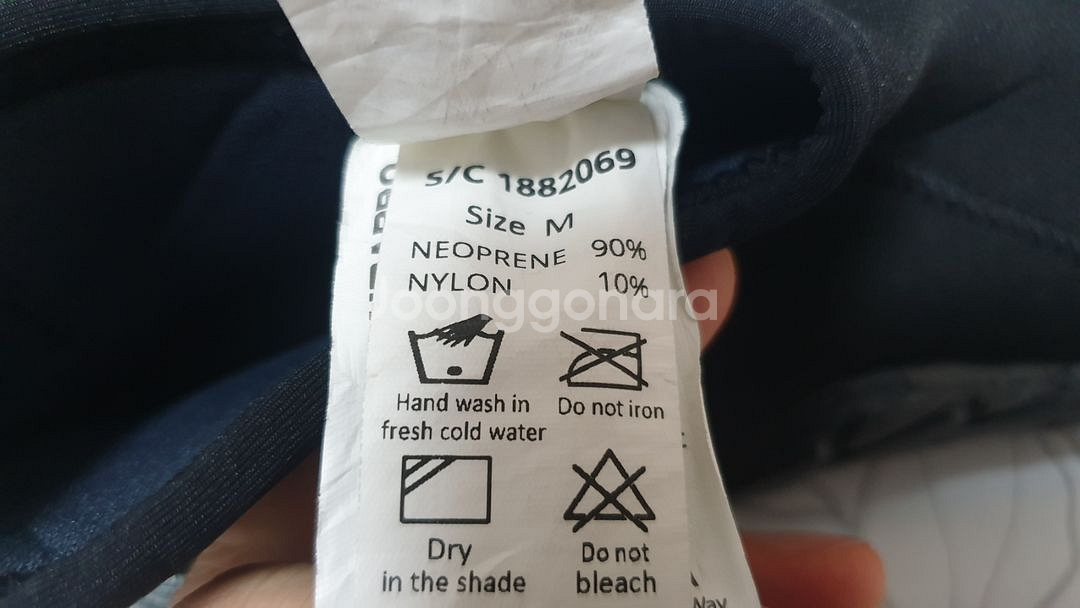 S/C 1882069
Size M
NEOPRENE 90%
NYLON 10%
Joonggonara
Hand wash in
fresh cold water
Do not iron
Dry
in the shade
Do not
bleach
Nav